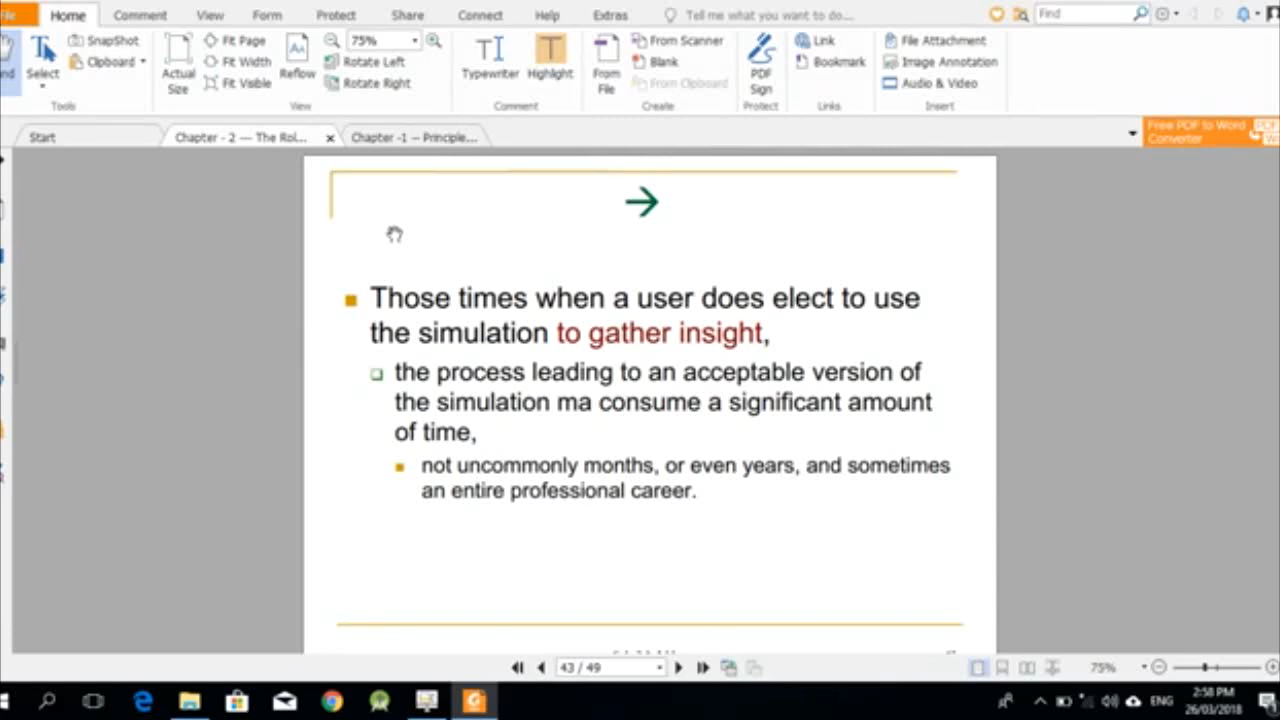 File Home Comment View Form Protect Share Connect Help Extras Tell me what you want to do... Find
SnapShot Fit Page 75% From Scanner Link File Attachment
Select Clipboard Actual Size Fit Width Reflow Rotate Left Typewriter Highlight From File Blank PDF Sign Bookmark Image Annotation
Fit Visible Rotate Right From Clipboard Audio & Video
Tools View Comment Create Protect Links Insert
Start Chapter - 2 — The Rol... x Chapter -1 -- Principle... Free PDF to Word
Converter
→
Those times when a user does elect to use
the simulation to gather insight,
the process leading to an acceptable version of
the simulation ma consume a significant amount
of time,
not uncommonly months, or even years, and sometimes
an entire professional career.
43 / 49 75%
ENG 2:58 PM
26/03/2018